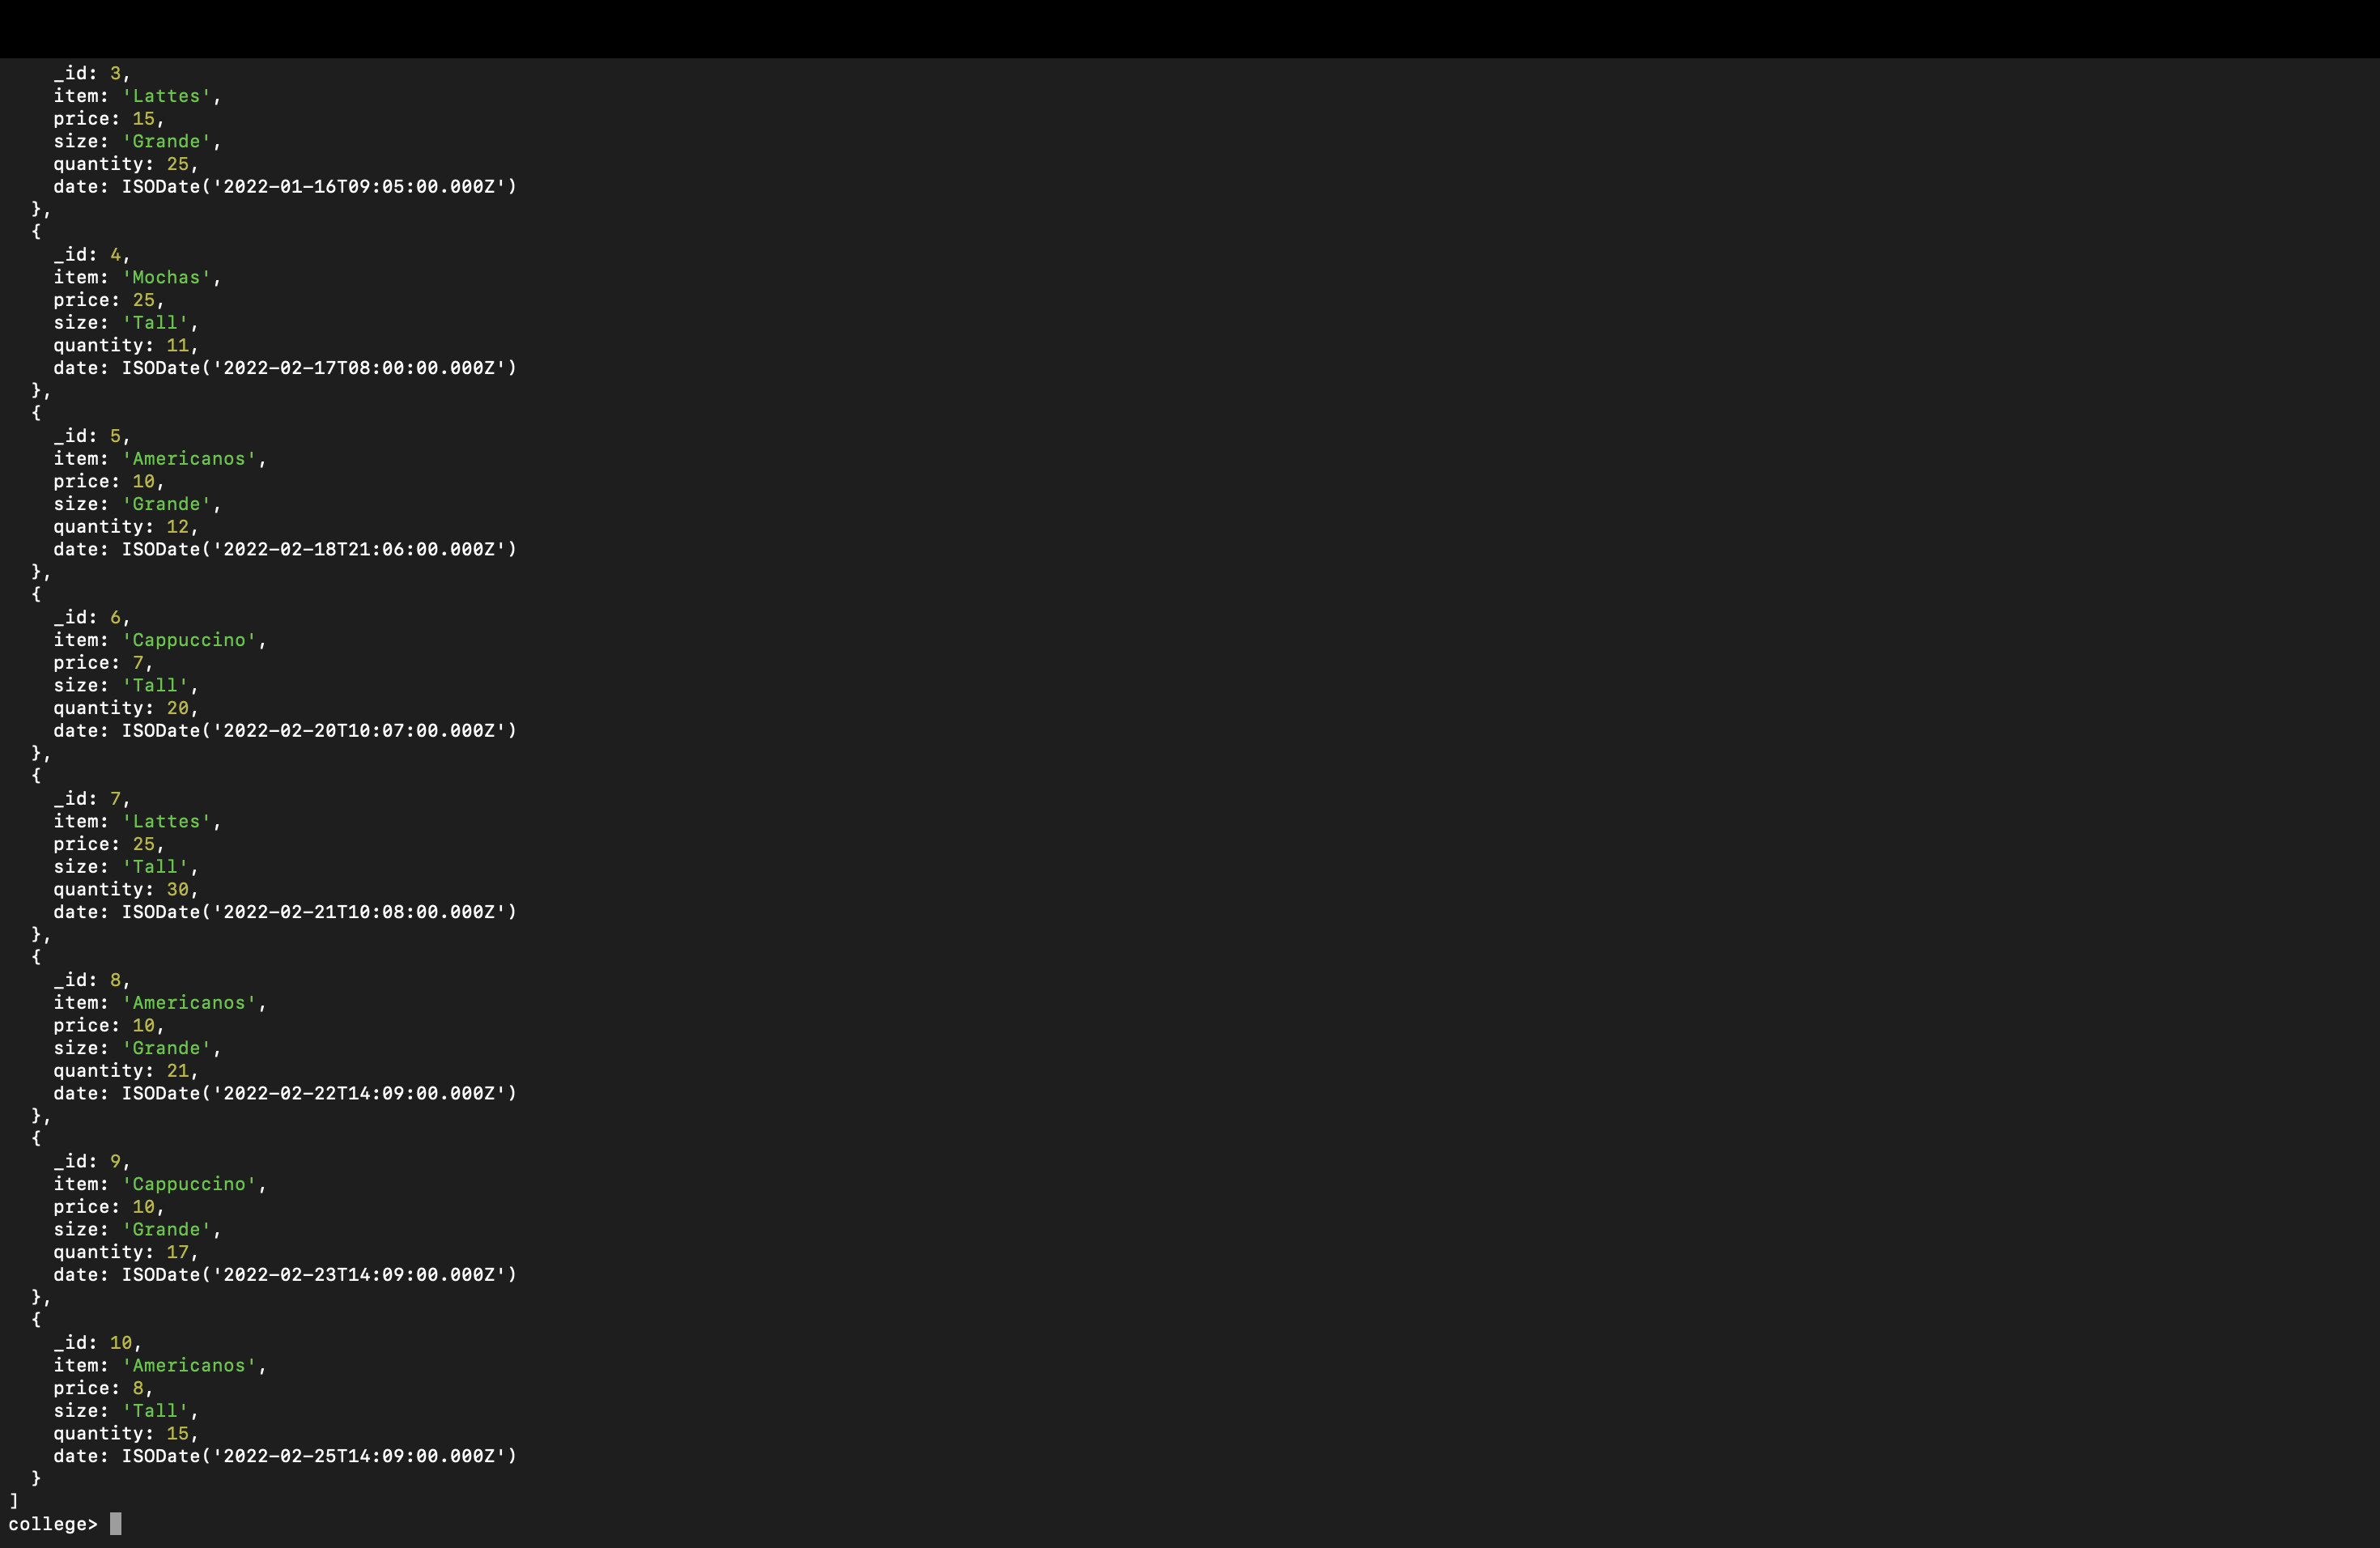 _id: 3,
item: 'Lattes',
price: 15,
size: 'Grande',
quantity: 25,
date: ISODate('2022-01-16T09:05:00.000Z')
},
{
_id: 4,
item: 'Mochas',
price: 25,
size: 'Tall',
quantity: 11,
date: ISODate('2022-02-17T08:00:00.000Z')
},
{
_id: 5,
item: 'Americanos',
price: 10,
size: 'Grande',
quantity: 12,
date: ISODate('2022-02-18T21:06:00.000Z')
},
{
_id: 6,
item: 'Cappuccino',
price: 7,
size: 'Tall',
quantity: 20,
date: ISODate('2022-02-20T10:07:00.000Z')
},
{
_id: 7,
item: 'Lattes',
price: 25,
size: 'Tall',
quantity: 30,
date: ISODate('2022-02-21T10:08:00.000Z')
},
{
_id: 8,
item: 'Americanos',
price: 10,
size: 'Grande',
quantity: 21,
date: ISODate('2022-02-22T14:09:00.000Z')
},
{
_id: 9,
item: 'Cappuccino',
price: 10,
size: 'Grande',
quantity: 17,
date: ISODate('2022-02-23T14:09:00.000Z')
},
{
_id: 10,
item: 'Americanos',
price: 8,
size: 'Tall',
quantity: 15,
date: ISODate('2022-02-25T14:09:00.000Z')
}
]
college>